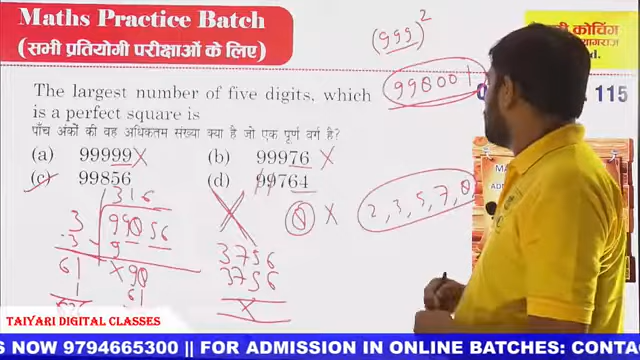 Maths Practice Batch
(सभी प्रतियोगी परीक्षाओं के लिए)
कोचिंग
115
The largest number of five digits, which
is a perfect square is
पाँच अंकों की वह अधिकतम संख्या क्या है जो एक पूर्ण वर्ग है?
(a) 99999
(b) 99976
(c) 99856
(d) 99764
(999)²
998001
2, 3, 5, 7, 8,
316
3 99856
3 9
61 X 90
1 61
3756
3756
X
TAIYARI DIGITAL CLASSES
S NOW 9794665300 || FOR ADMISSION IN ONLINE BATCHES: CONTA